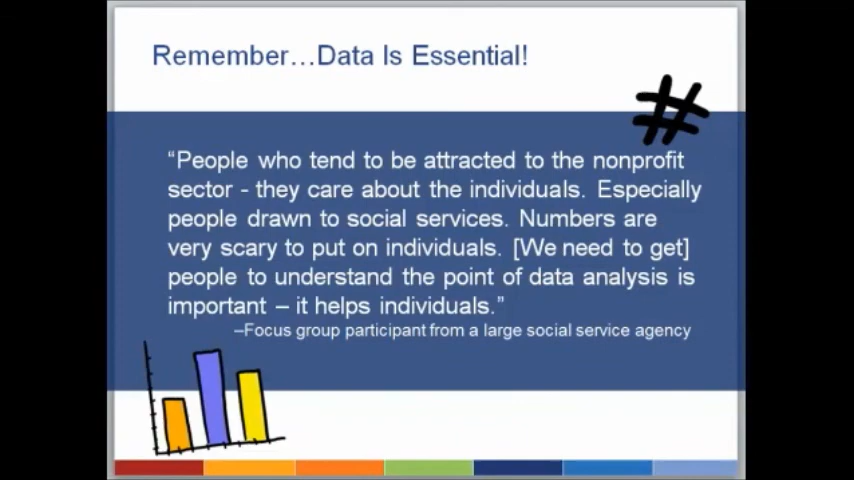 Remember…Data Is Essential!
#
“People who tend to be attracted to the nonprofit
sector - they care about the individuals. Especially
people drawn to social services. Numbers are
very scary to put on individuals. [We need to get]
people to understand the point of data analysis is
important – it helps individuals.”
–Focus group participant from a large social service agency